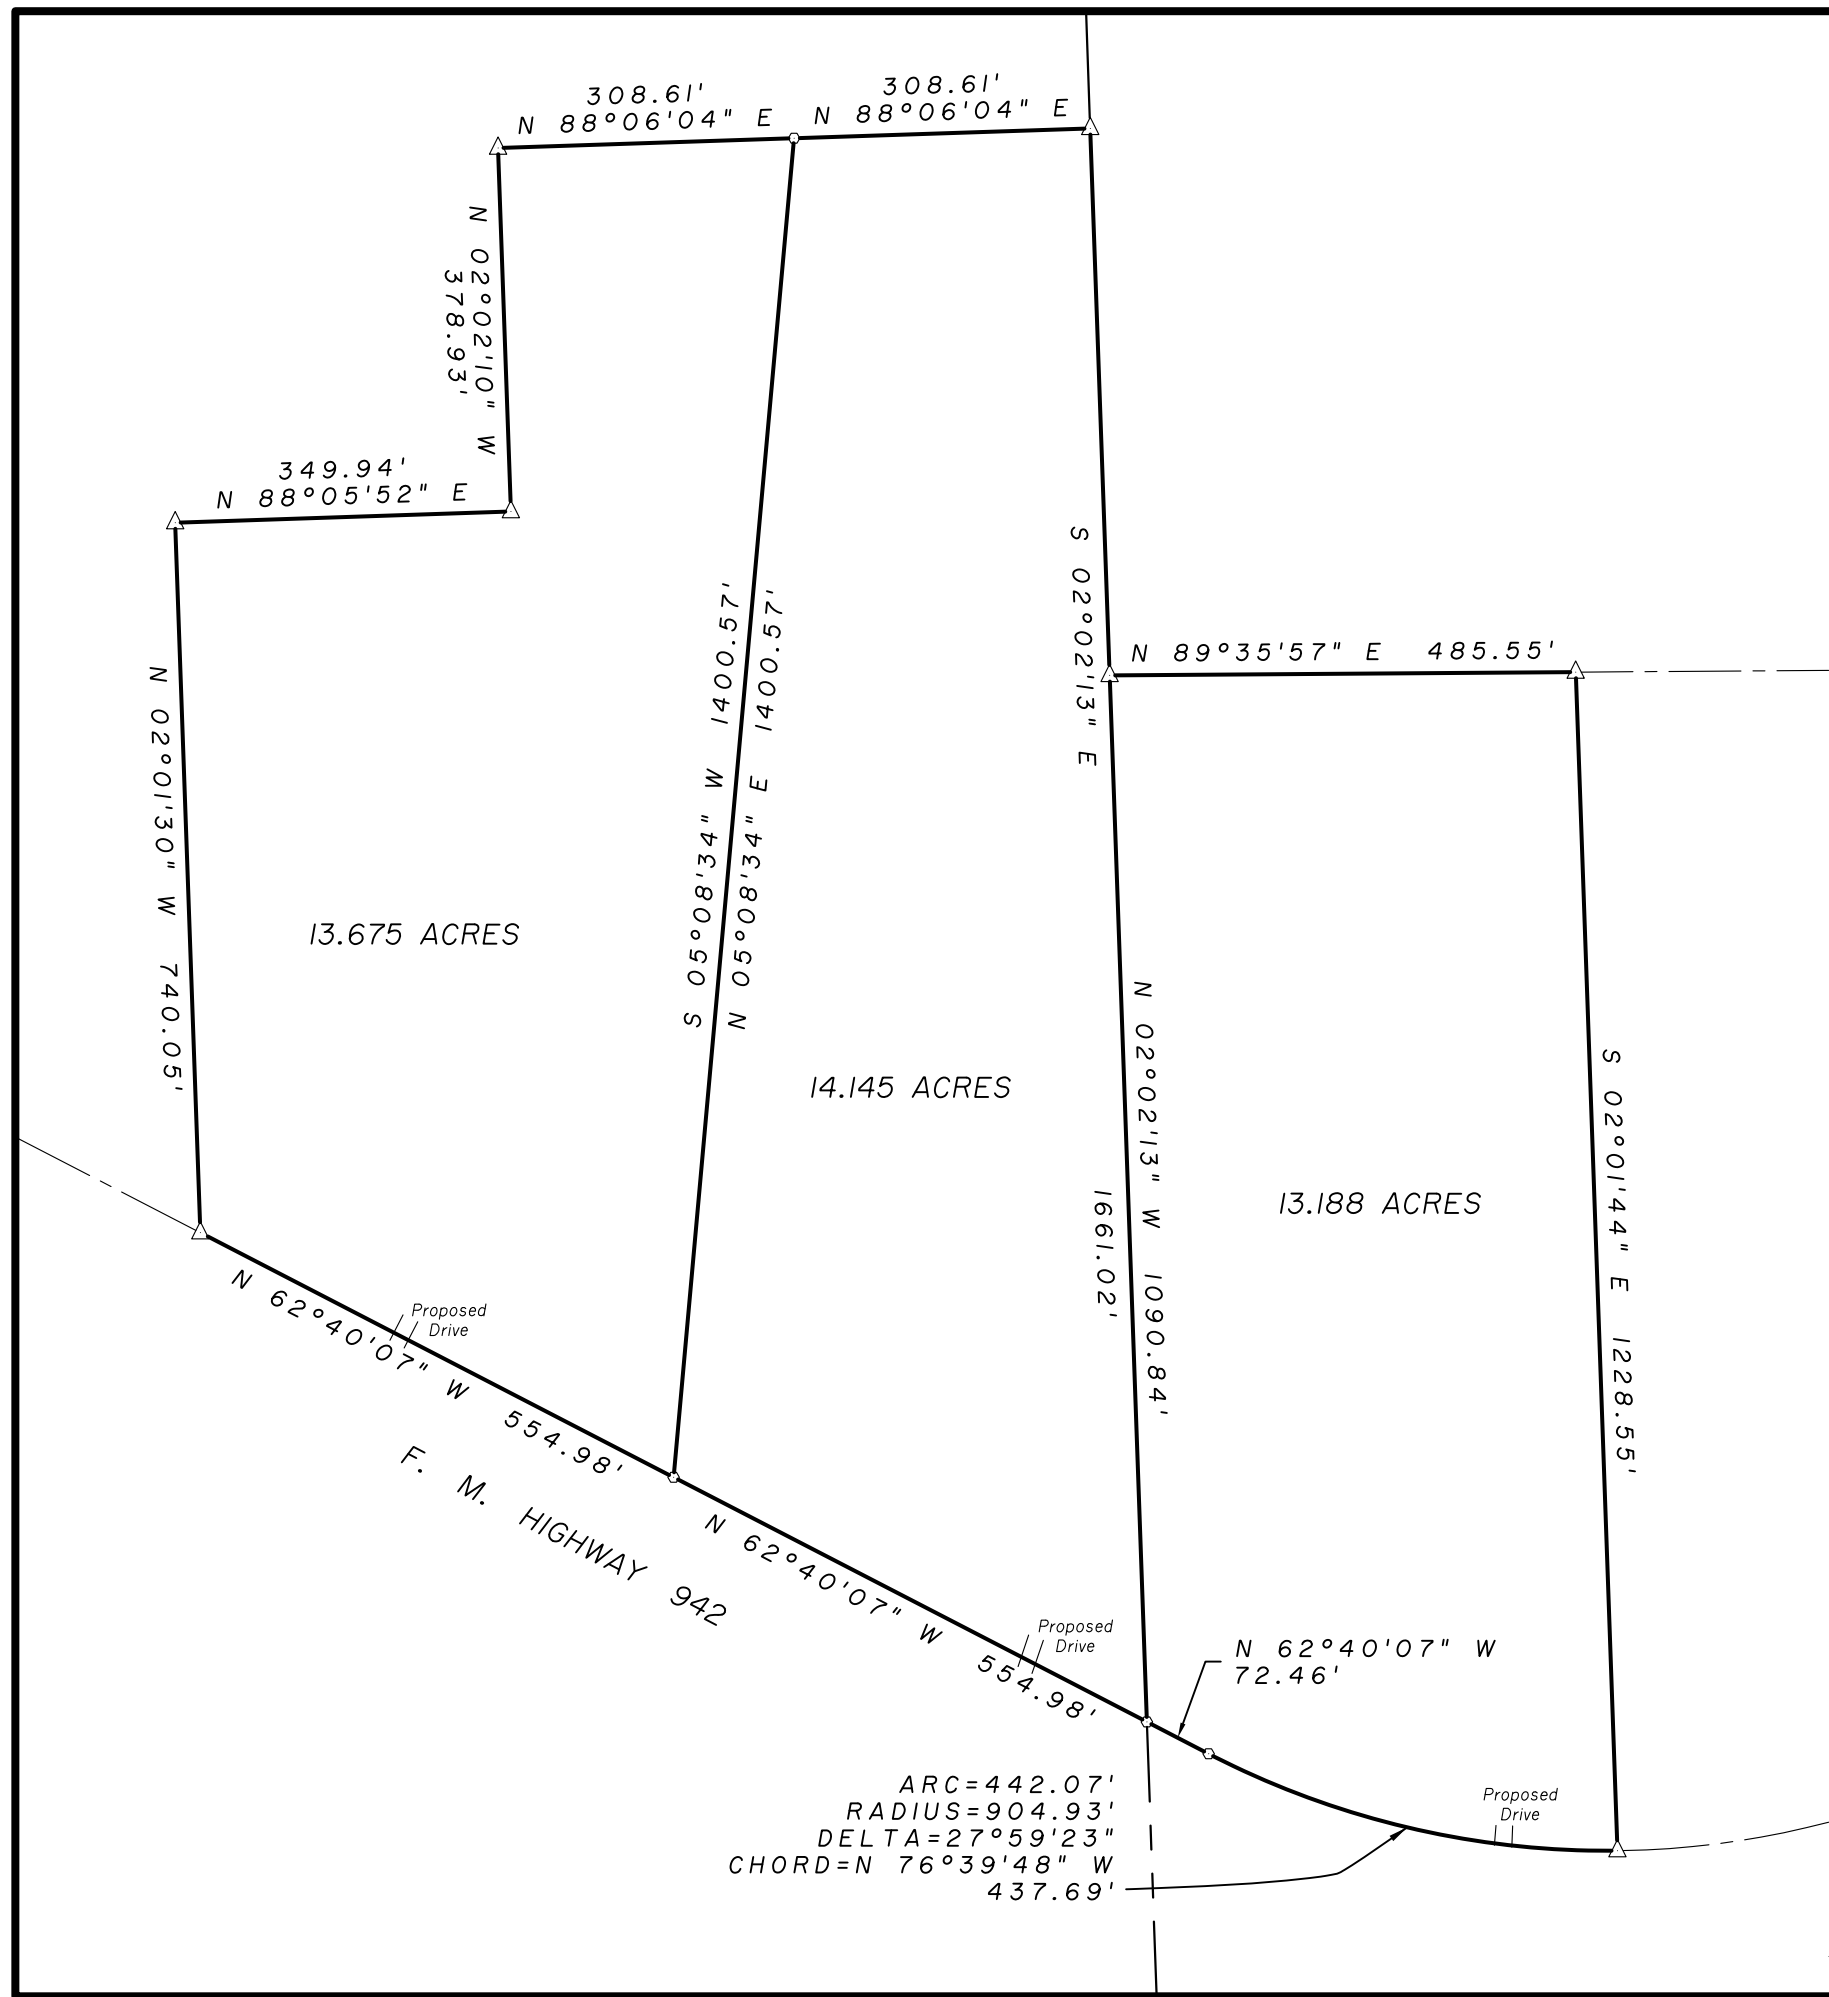 308.61'
N 88°06'04" E
308.61'
N 88°06'04" E
N 02°02'10" W
378.93'
349.94'
N 88°05'52" E
N 02°01'30" W 740.05'
S 05°08'34" W 1400.57'
N 05°08'34" E 1400.57'
S 02°02'13" E
1661.02'
N 89°35'57" E 485.55'
N 02°02'13" W 1090.84'
S 02°01'44" E 1228.55'
13.675 ACRES
14.145 ACRES
13.188 ACRES
Proposed
Drive
N 62°40'07" W 554.98'
F. M. HIGHWAY 942
N 62°40'07" W 554.98'
Proposed
Drive
N 62°40'07" W
72.46'
ARC=442.07'
RADIUS=904.93'
DELTA=27°59'23"
CHORD=N 76°39'48" W
437.69'
Proposed
Drive